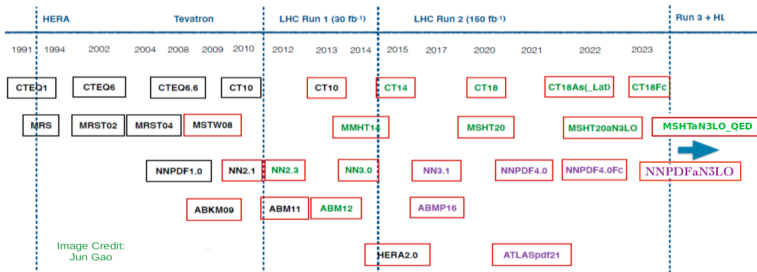 HERA Tevatron LHC Run 1 (30 fb⁻¹) LHC Run 2 (150 fb⁻¹) Run 3 + HL
1991 1994 2002 2004 2008 2009 2010 2012 2013 2014 2015 2017 2020 2021 2022 2023
CTEQ1 CTEQ6 CTEQ6.6 CT10 CT10 CT14 CT18 CT18As(_Lat) CT18Fc
MRS MRST02 MRST04 MSTW08 MMHT14 MSHT20 MSHT20aN3LO MSHTaN3LO_QED
NNPDF1.0 NN2.1 NN2.3 NN3.0 NN3.1 NNPDF4.0 NNPDF4.0Fc NNPDFaN3LO
ABKM09 ABM11 ABM12 ABMP16
HERA2.0 ATLASpdf21
Image Credit:
Jun Gao